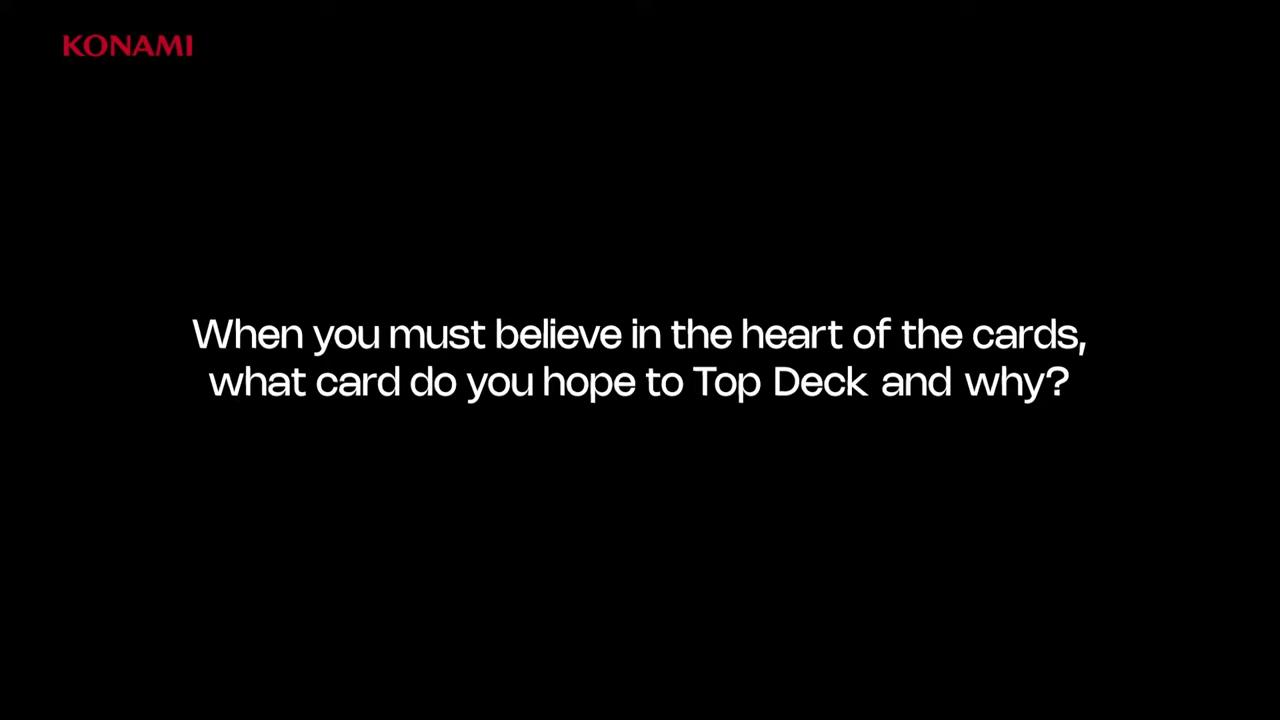 KONAMI
When you must believe in the heart of the cards,
what card do you hope to Top Deck and why?